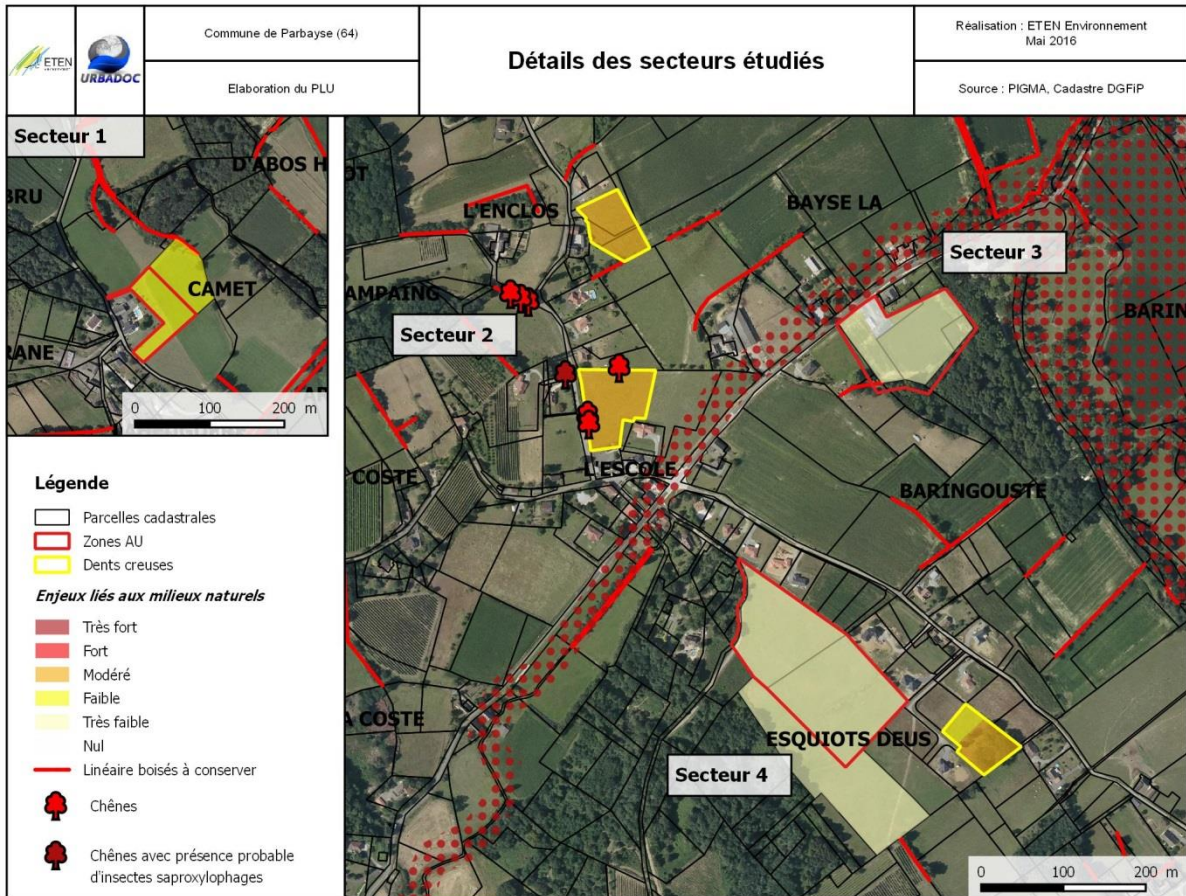 ETEN
URBADOC
Commune de Parbayse (64)
Elaboration du PLU
Détails des secteurs étudiés
Réalisation : ETEN Environnement
Mai 2016
Source : PIGMA, Cadastre DGFiP
Secteur 1
D'ABOS H
BRU
CAMET
RANE
0 100 200 m
OT
L'ENCLOS
BAYSE LA
Secteur 3
AMPAING
BARIN
Secteur 2
L'ESCOLE
COSTE
BARINGOUSTE
A COSTE
ESQUIOTS DEUS
Secteur 4
0 100 200 m
Légende
Parcelles cadastrales
Zones AU
Dents creuses
Enjeux liés aux milieux naturels
Très fort
Fort
Modéré
Faible
Très faible
Nul
Linéaire boisés à conserver
Chênes
Chênes avec présence probable
d'insectes saproxylophages